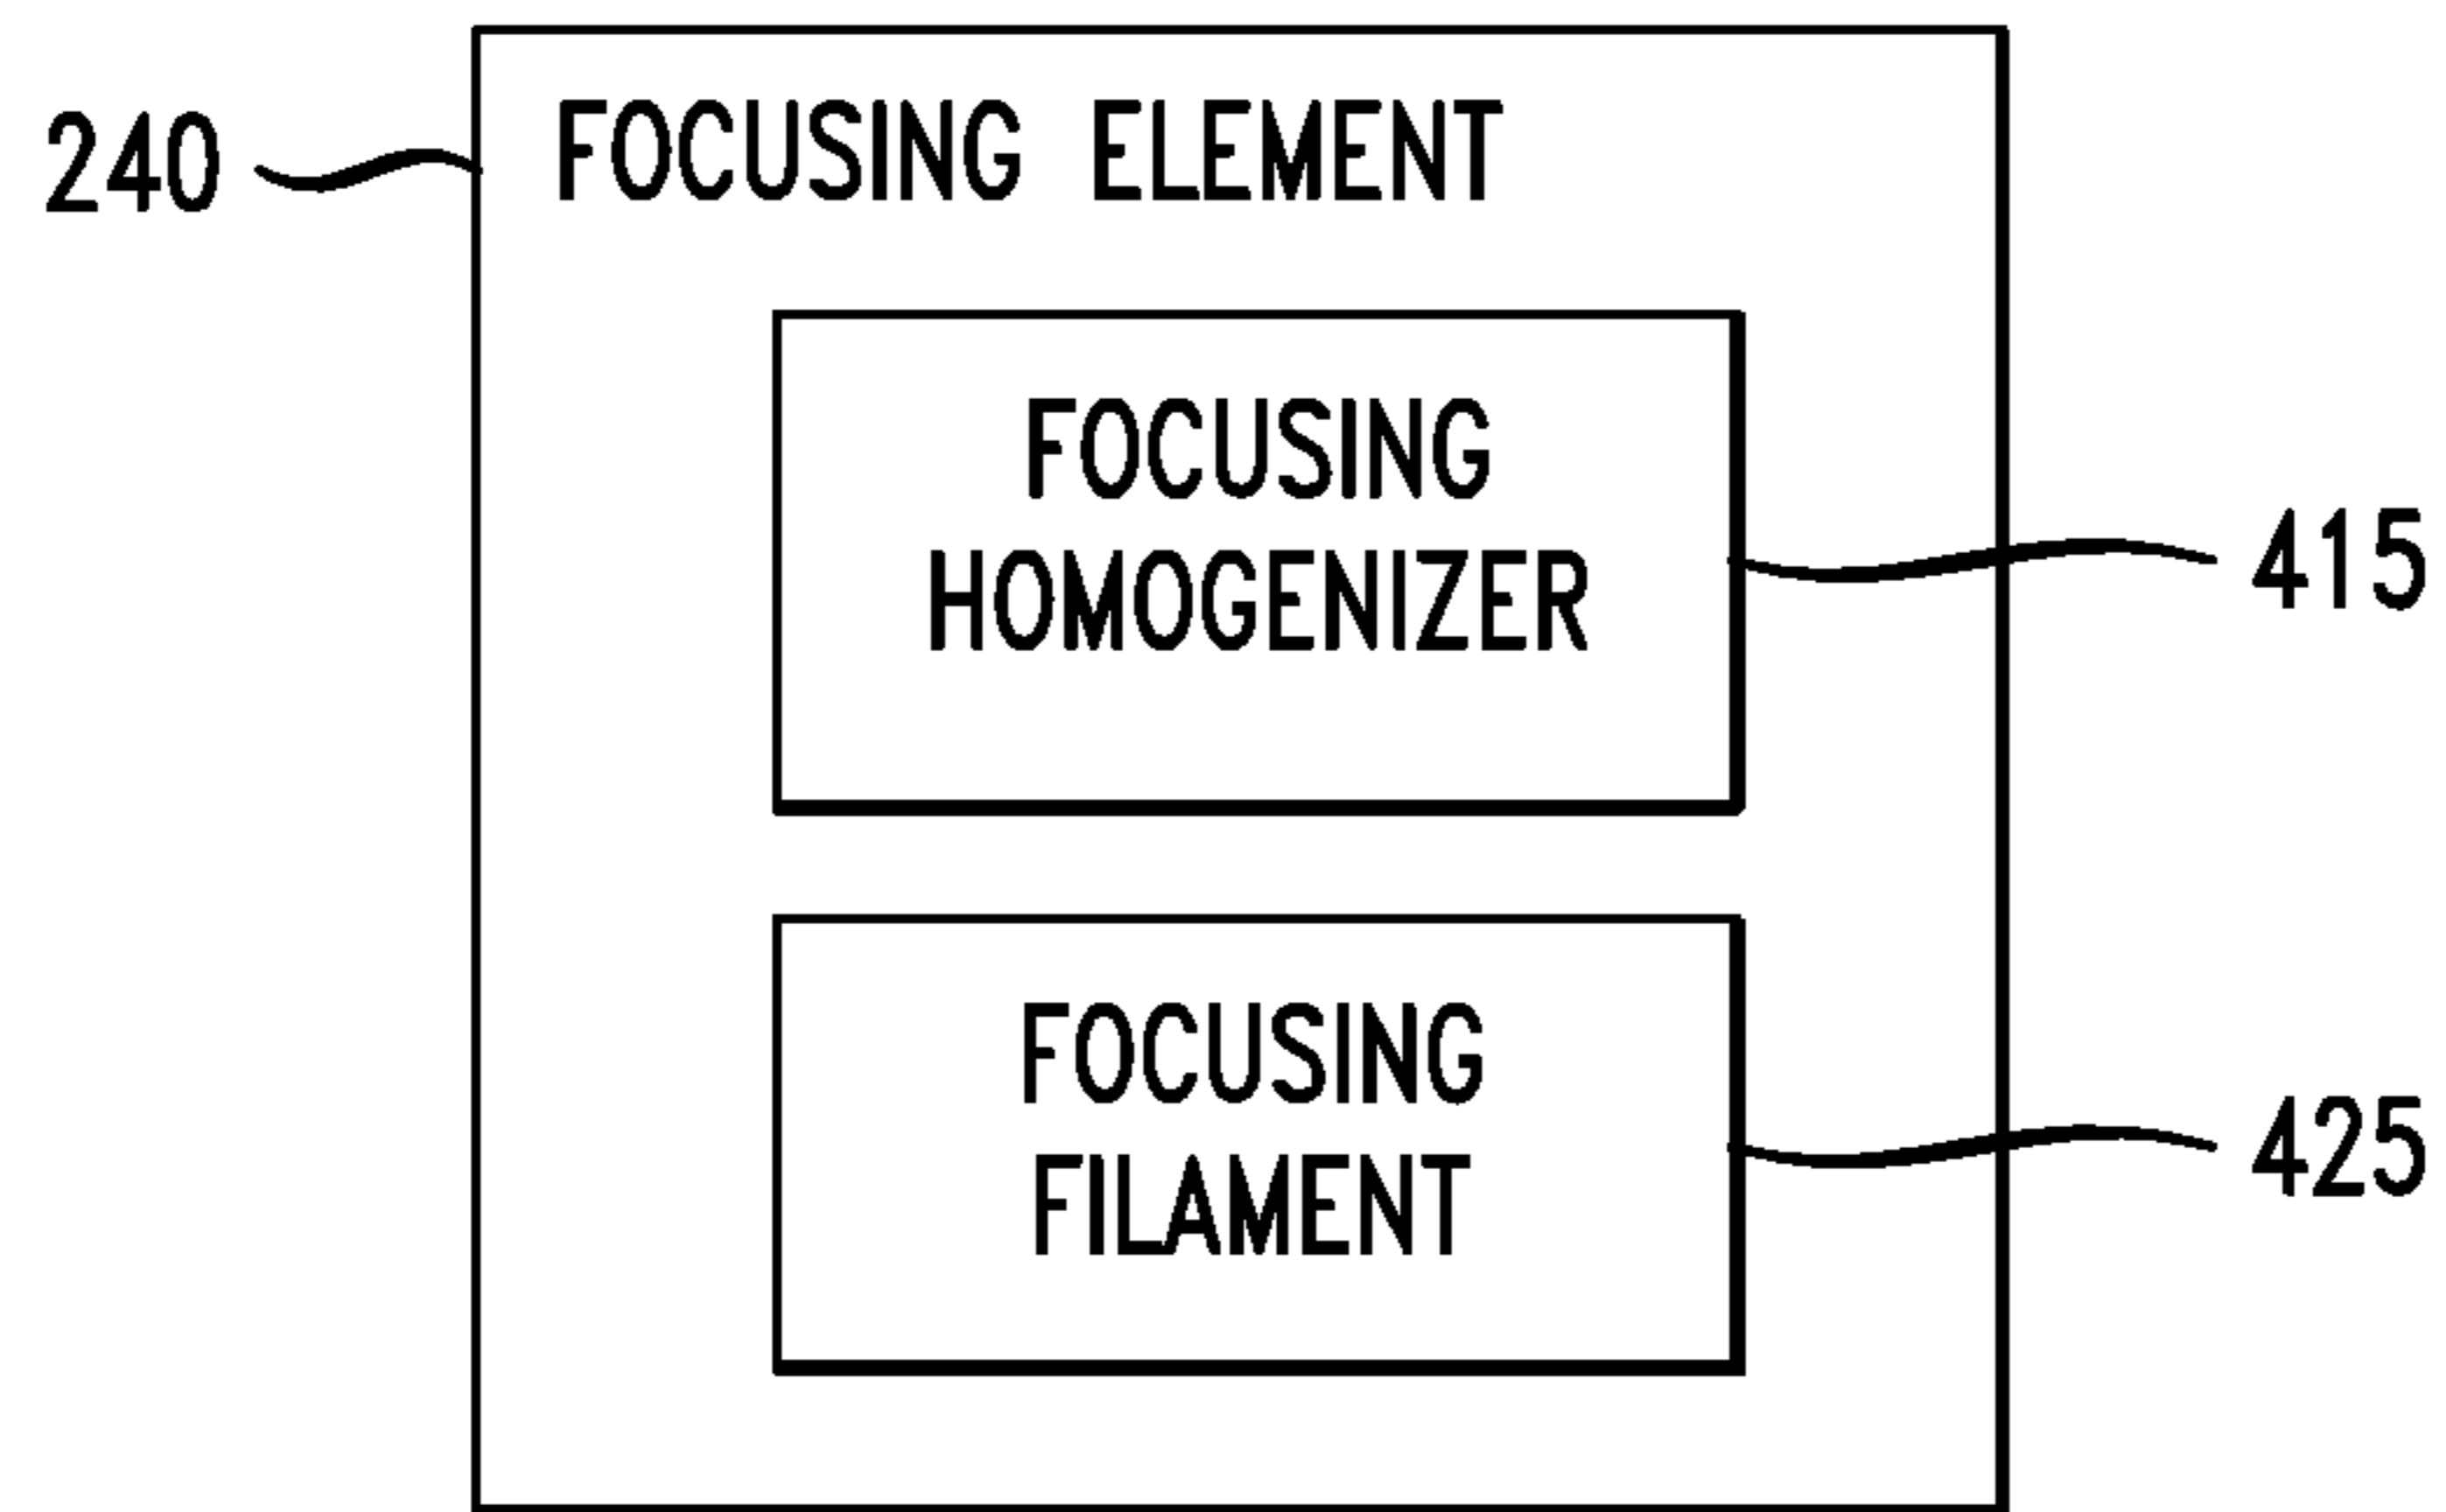 240
FOCUSING ELEMENT
FOCUSING
HOMOGENIZER
415
FOCUSING
FILAMENT
425